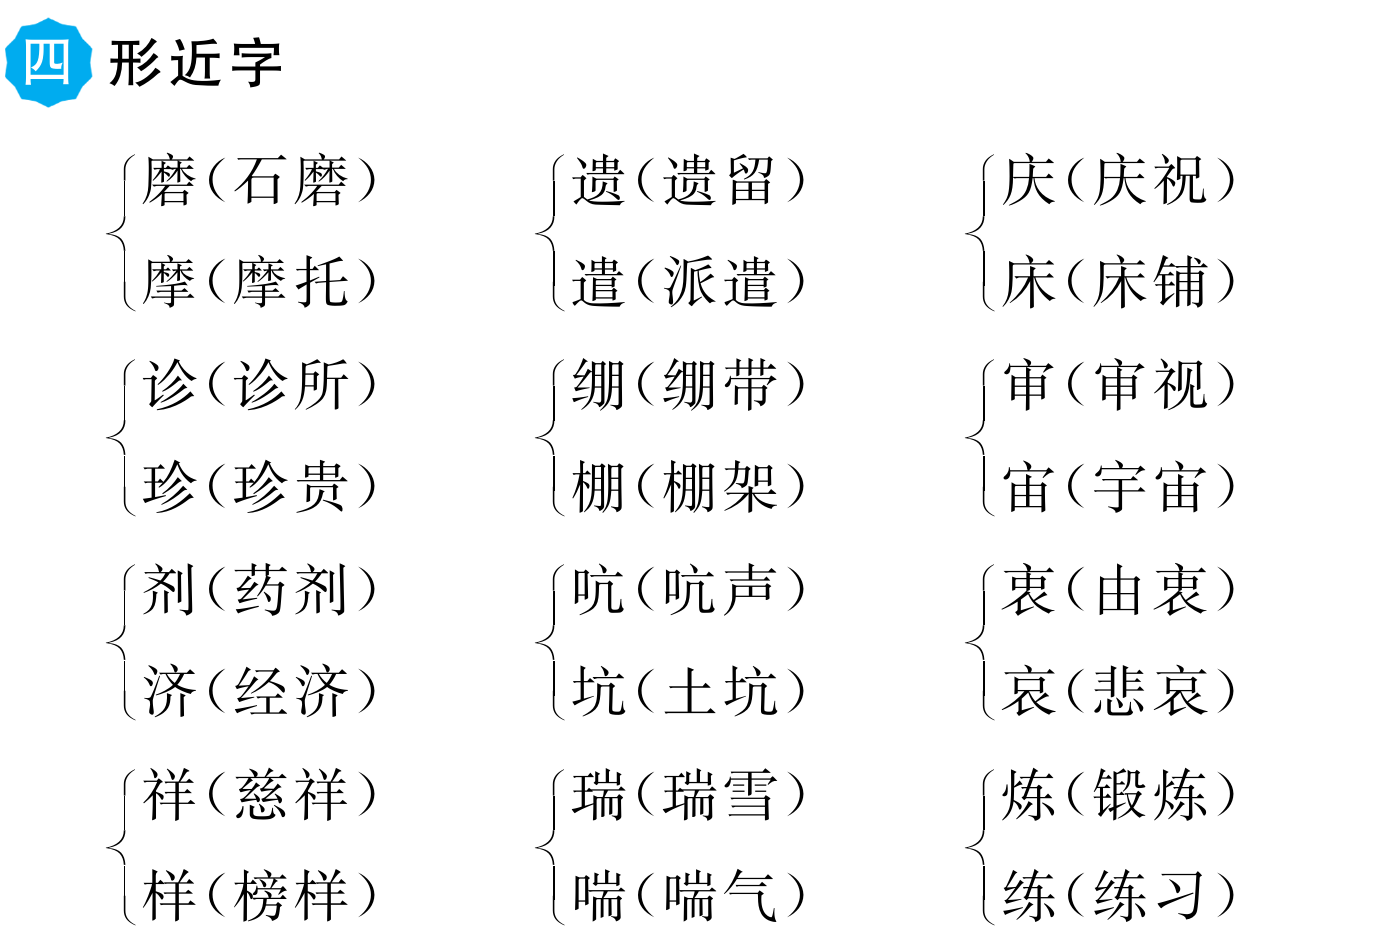 四 形近字
磨(石磨) 遗(遗留) 庆(庆祝)
摩(摩托) 遣(派遣) 床(床铺)
诊(诊所) 绷(绷带) 审(审视)
珍(珍贵) 棚(棚架) 宙(宇宙)
剂(药剂) 吭(吭声) 衷(由衷)
济(经济) 坑(土坑) 哀(悲哀)
祥(慈祥) 瑞(瑞雪) 炼(锻炼)
样(榜样) 喘(喘气) 练(练习)